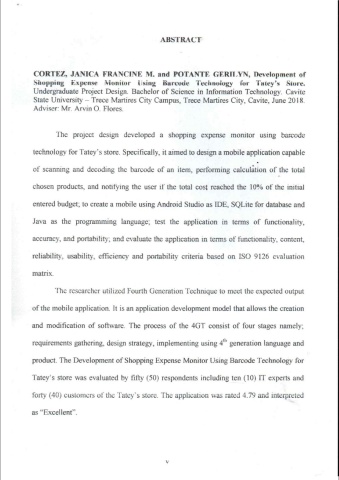 ABSTRACT
CORTEZ, JANICA FRANCINE M. and POTANTE GERILYN, Development of
Shopping Expense Monitor Using Barcode Technology for Tatey's Store.
Undergraduate Project Design. Bachelor of Science in Information Technology. Cavite
State University – Trece Martires City Campus, Trece Martires City, Cavite, June 2018.
Adviser: Mr. Arvin O. Flores.
The project design developed a shopping expense monitor using barcode
technology for Tatey's store. Specifically, it aimed to design a mobile application capable
of scanning and decoding the barcode of an item, performing calculation of the total
chosen products, and notifying the user if the total cost reached the 10% of the initial
entered budget; to create a mobile using Android Studio as IDE, SQLite for database and
Java as the programming language; test the application in terms of functionality,
accuracy, and portability; and evaluate the application in terms of functionality, content,
reliability, usability, efficiency and portability criteria based on ISO 9126 evaluation
matrix.
The researcher utilized Fourth Generation Technique to meet the expected output
of the mobile application. It is an application development model that allows the creation
and modification of software. The process of the 4GT consist of four stages namely;
requirements gathering, design strategy, implementing using 4th generation language and
product. The Development of Shopping Expense Monitor Using Barcode Technology for
Tatey's store was evaluated by fifty (50) respondents including ten (10) IT experts and
forty (40) customers of the Tatey's store. The application was rated 4.79 and interpreted
as "Excellent".
v